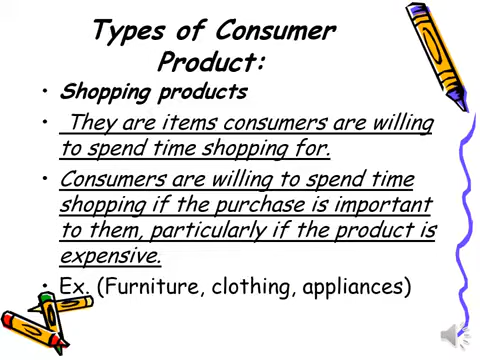 Types of Consumer
Product:
• Shopping products
• They are items consumers are willing
to spend time shopping for.
• Consumers are willing to spend time
shopping if the purchase is important
to them, particularly if the product is
expensive.
• Ex. (Furniture, clothing, appliances)